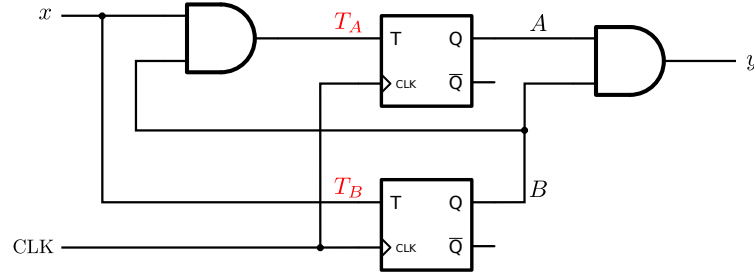 x T_A T Q A
CLK Q̅
y
T_B T Q B
CLK CLK Q̅